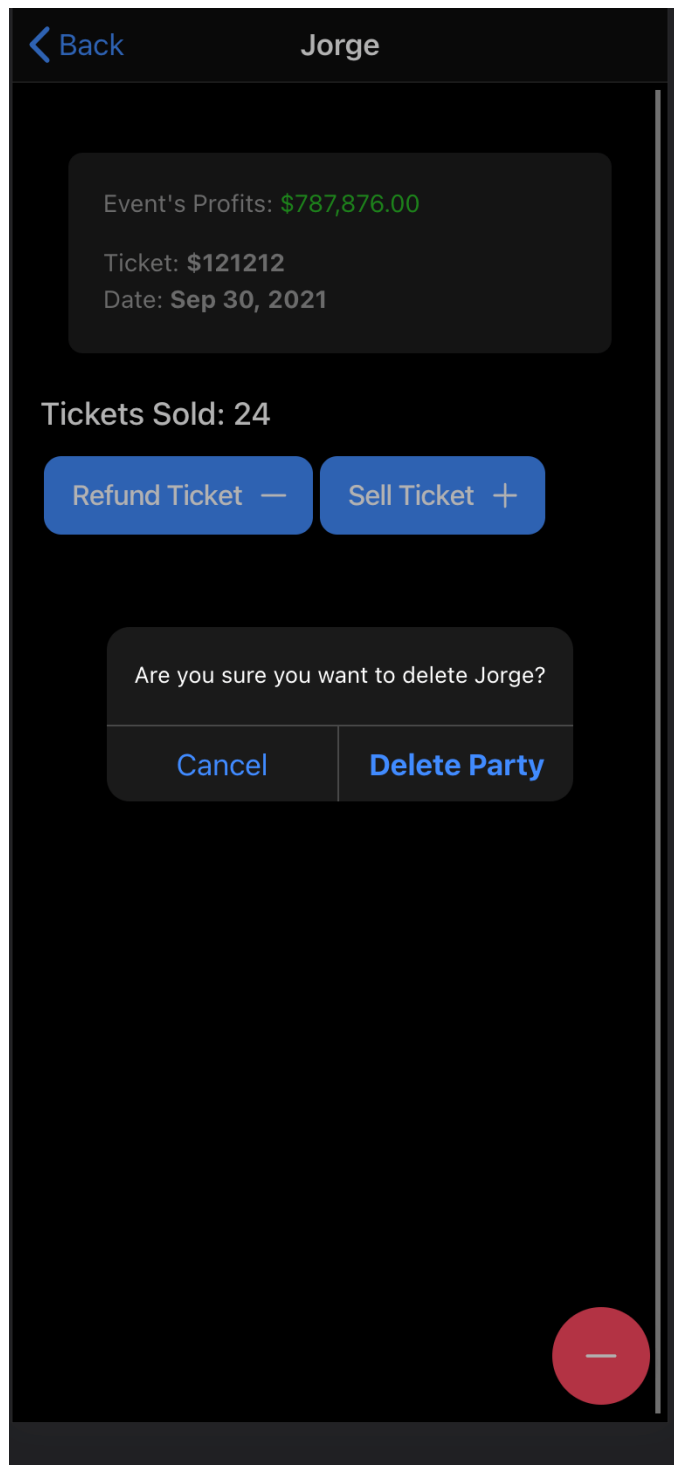 Back
Jorge
Event's Profits: $787,876.00
Ticket: $121212
Date: Sep 30, 2021
Tickets Sold: 24
Refund Ticket —
Sell Ticket +
Are you sure you want to delete Jorge?
Cancel
Delete Party